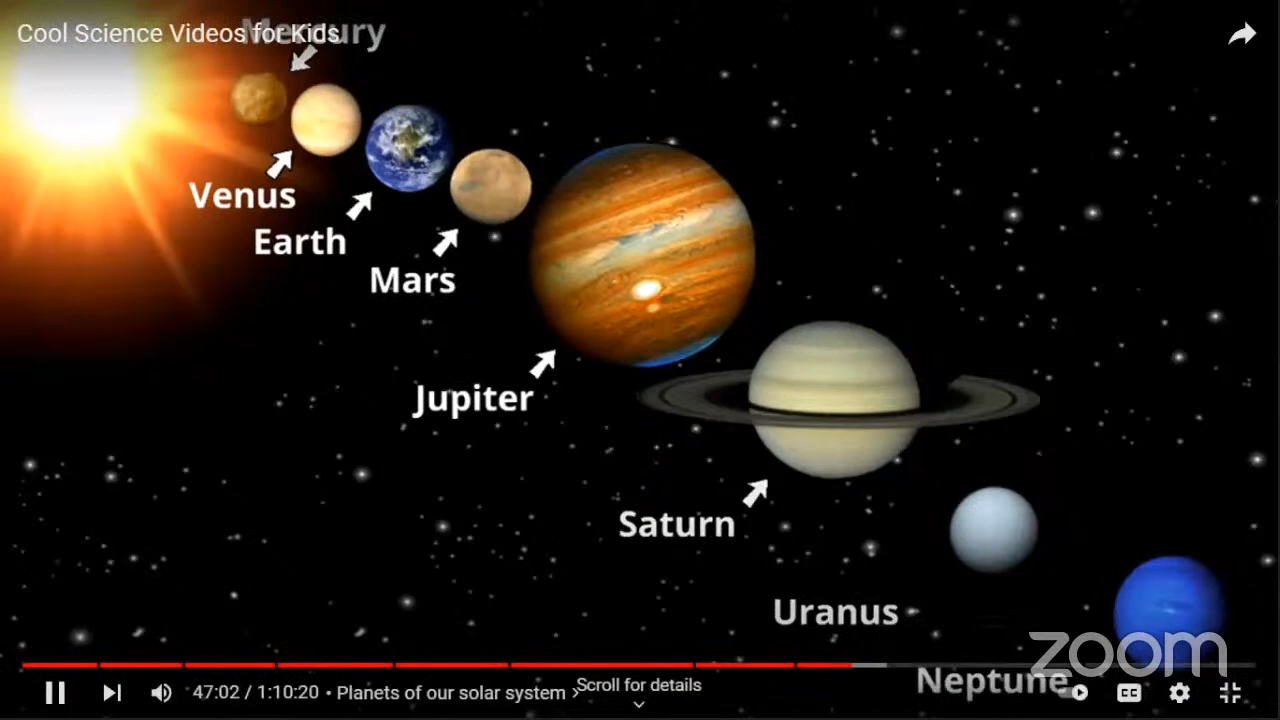 Cool Science Videos for Kids
Mercury
Venus
Earth
Mars
Jupiter
Saturn
Uranus
Neptune
zoom
47:02 / 1:10:20 • Planets of our solar system
Scroll for details
CC